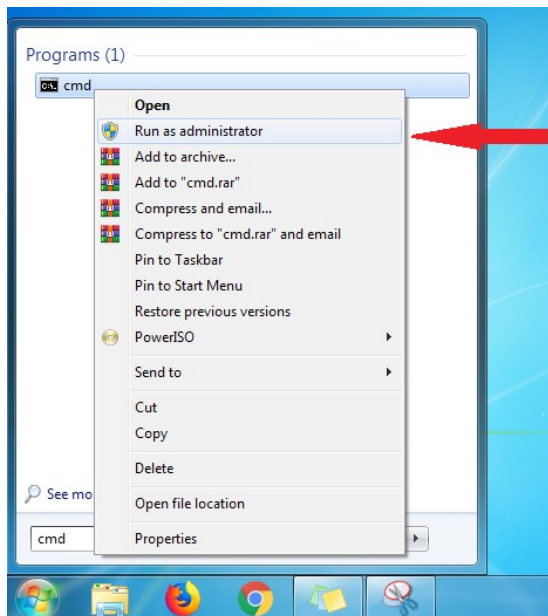 Programs (1)
cmd
Open
Run as administrator
Add to archive...
Add to "cmd.rar"
Compress and email...
Compress to "cmd.rar" and email
Pin to Taskbar
Pin to Start Menu
Restore previous versions
PowerISO
Send to
Cut
Copy
Delete
See mo
Open file location
cmd
Properties